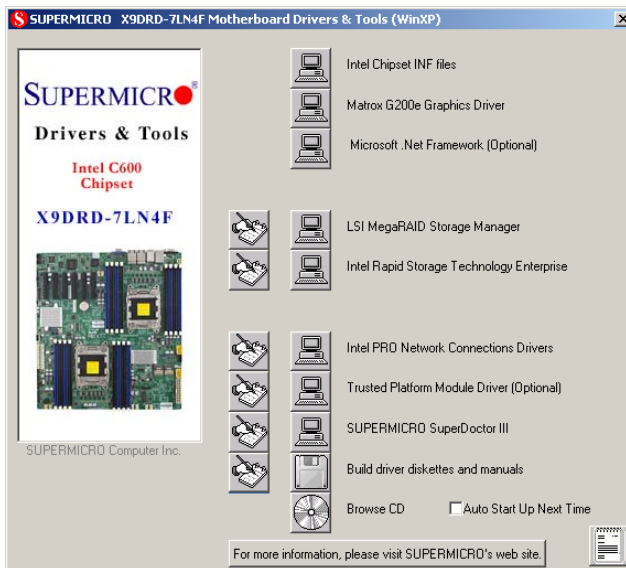 SUPERMICRO X9DRD-7LN4F Motherboard Drivers & Tools (WinXP)
SUPERMICRO
Drivers & Tools
Intel C600
Chipset
X9DRD-7LN4F
SUPERMICRO Computer Inc.
Intel Chipset INF files
Matrox G200e Graphics Driver
Microsoft .Net Framework (Optional)
LSI MegaRAID Storage Manager
Intel Rapid Storage Technology Enterprise
Intel PRO Network Connections Drivers
Trusted Platform Module Driver (Optional)
SUPERMICRO SuperDoctor III
Build driver diskettes and manuals
Browse CD Auto Start Up Next Time
For more information, please visit SUPERMICRO's web site.